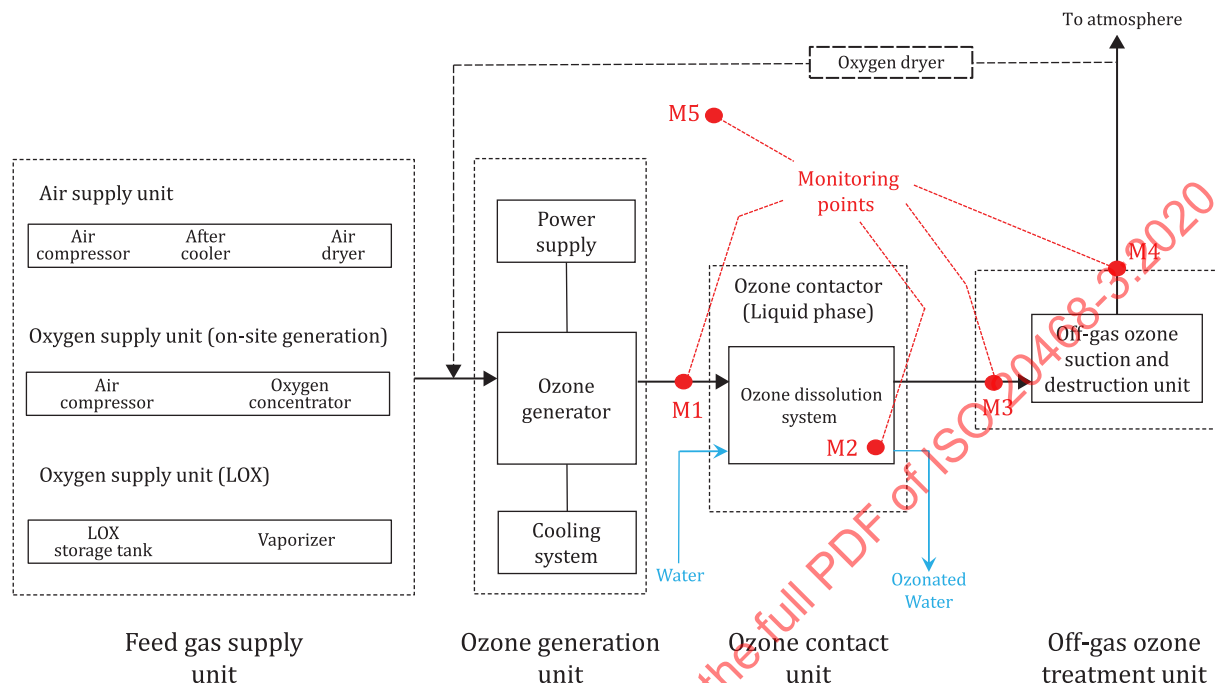 To atmosphere
Oxygen dryer
M5
Monitoring
points
M4
Air supply unit
Air
compressor
After
cooler
Air
dryer
Oxygen supply unit (on-site generation)
Air
compressor
Oxygen
concentrator
Oxygen supply unit (LOX)
LOX
storage tank
Vaporizer
Power
supply
Ozone
generator
Cooling
system
M1
Ozone contactor
(Liquid phase)
Ozone dissolution
system
M2
M3
Off-gas ozone
suction and
destruction unit
Water
Ozonated
Water
Feed gas supply
unit
Ozone generation
unit
Ozone contact
unit
Off-gas ozone
treatment unit
the full PDF of ISO 20468-3:2020